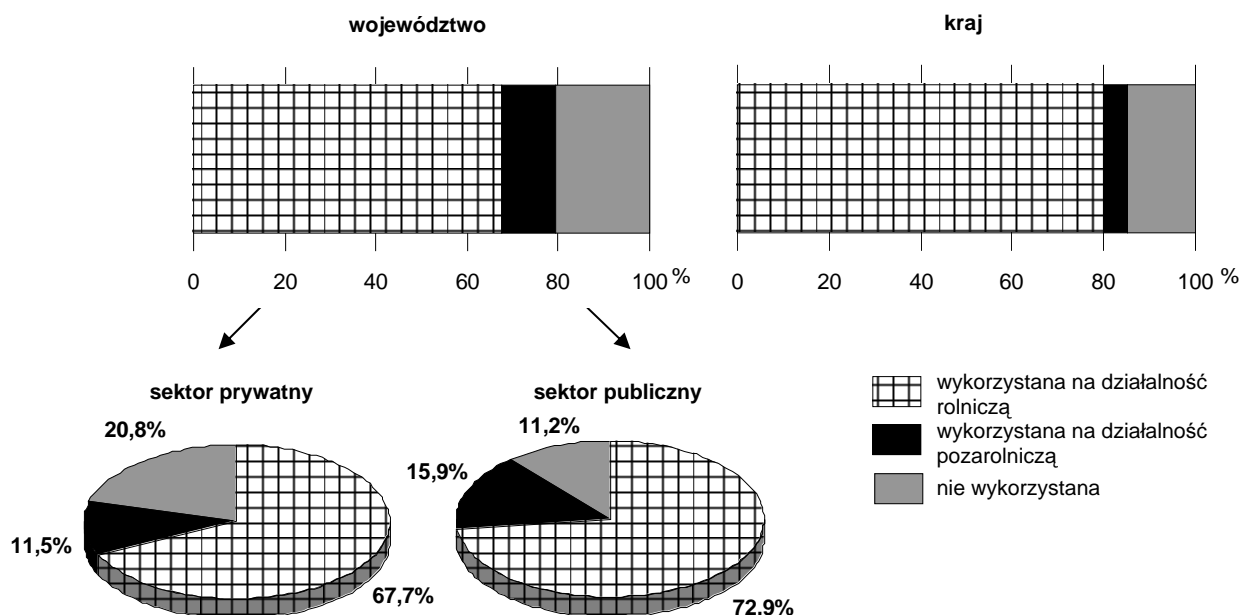 województwo
kraj
0 20 40 60 80 100 %
0 20 40 60 80 100 %
sektor prywatny
20,8%
11,5%
67,7%
sektor publiczny
11,2%
15,9%
72,9%
wykorzystana na działalność
rolniczą
wykorzystana na działalność
pozarolniczą
nie wykorzystana